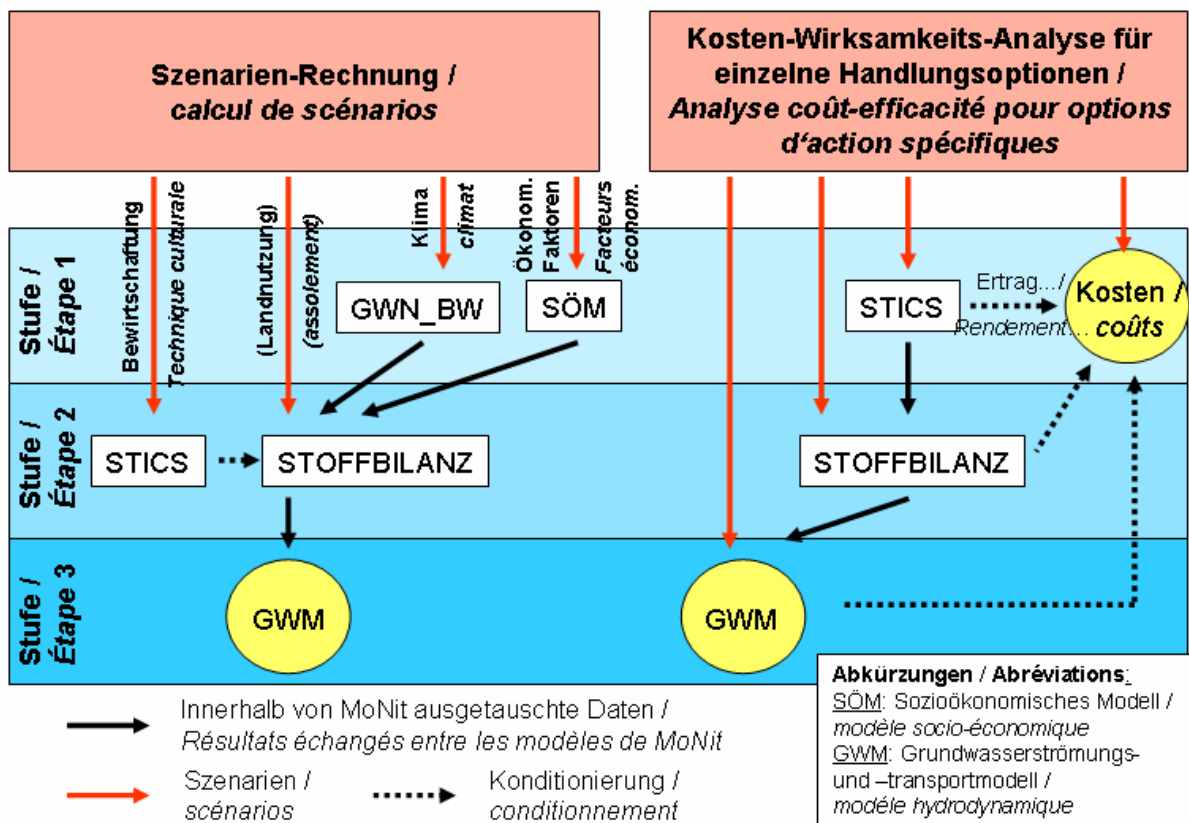 Szenarien-Rechnung /
calcul de scénarios
Kosten-Wirksamkeits-Analyse für
einzelne Handlungsoptionen /
Analyse coût-efficacité pour options
d'action spécifiques
Bewirtschaftung
Technique culturale
(Landnutzung)
(assolement)
Klima
climat
Ökonom.
Faktoren
Facteurs
économ.
Stufe /
Étape 1
GWN_BW
SÖM
STICS
Ertrag.../
Rendement...
Kosten /
coûts
Stufe /
Étape 2
STICS
STOFFBILANZ
STOFFBILANZ
Stufe /
Étape 3
GWM
GWM
Innerhalb von MoNit ausgetauschte Daten /
Résultats échangés entre les modèles de MoNit
Szenarien /
scénarios
Konditionierung /
conditionnement
Abkürzungen / Abréviations:
SÖM: Sozioökonomisches Modell /
modèle socio-économique
GWM: Grundwasserströmungs-
und –transportmodell /
modéle hydrodynamique